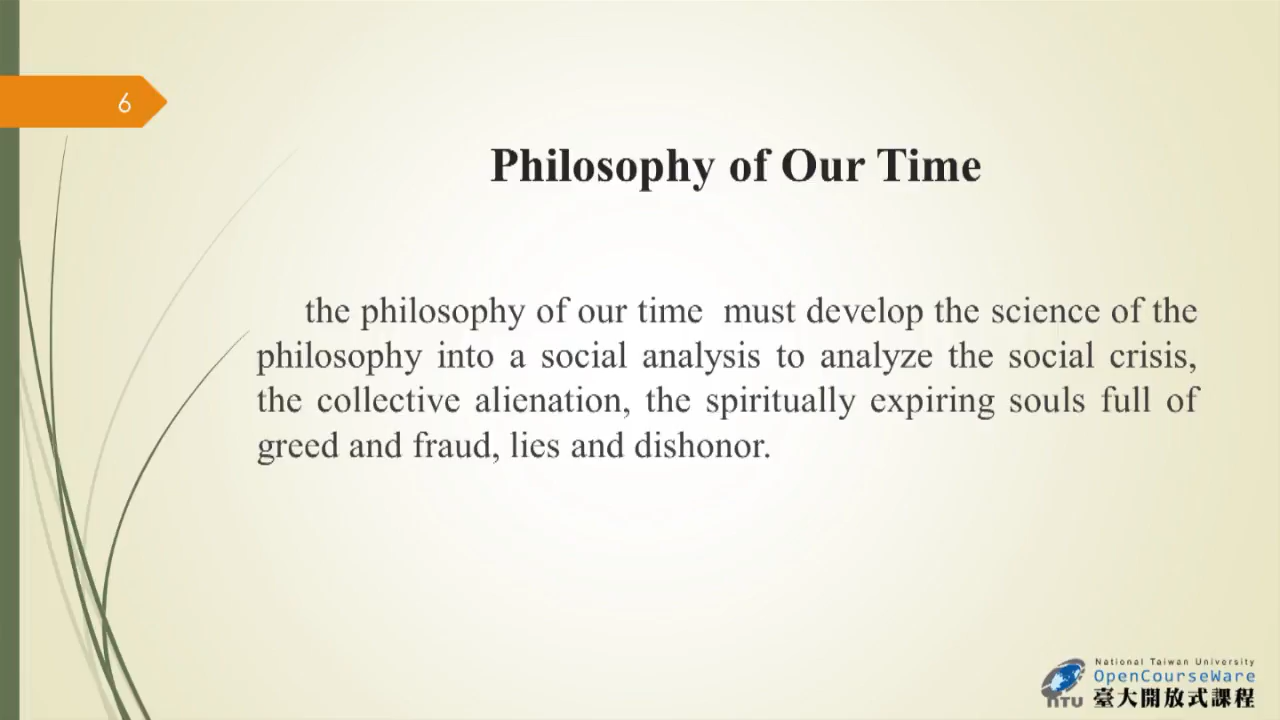 6
Philosophy of Our Time
the philosophy of our time must develop the science of the
philosophy into a social analysis to analyze the social crisis,
the collective alienation, the spiritually expiring souls full of
greed and fraud, lies and dishonor.
National Taiwan University
OpenCourseWare
NTU
臺大開放式課程